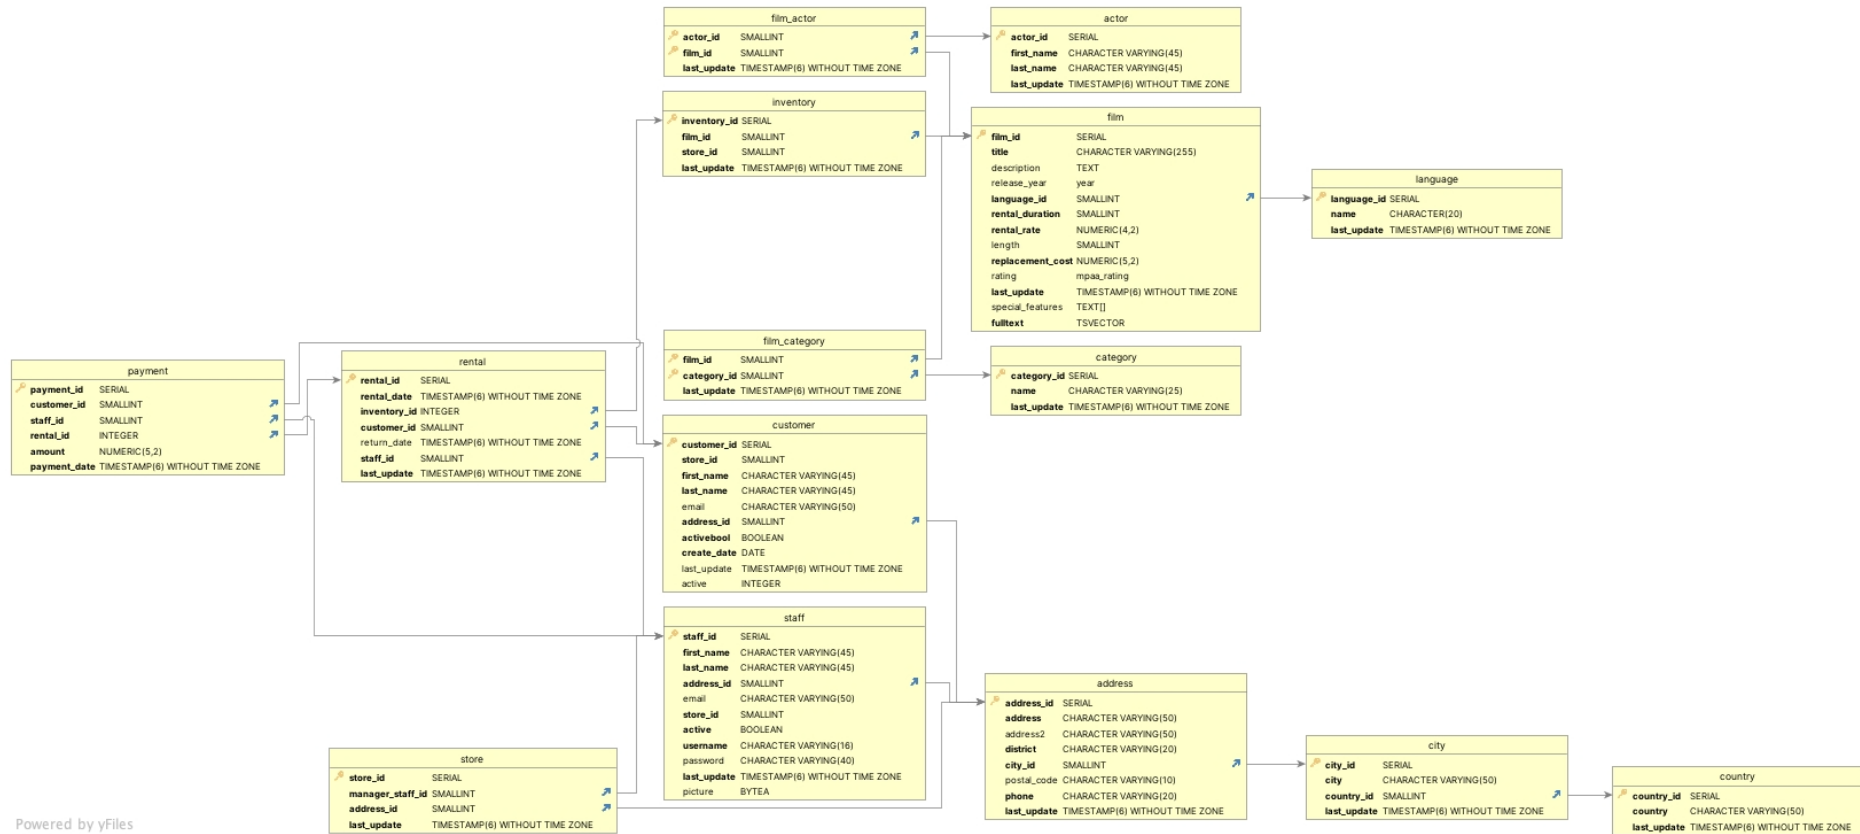 film_actor
actor_id SMALLINT
film_id SMALLINT
last_update TIMESTAMP(6) WITHOUT TIME ZONE
actor
actor_id SERIAL
first_name CHARACTER VARYING(45)
last_name CHARACTER VARYING(45)
last_update TIMESTAMP(6) WITHOUT TIME ZONE
inventory
inventory_id SERIAL
film_id SMALLINT
store_id SMALLINT
last_update TIMESTAMP(6) WITHOUT TIME ZONE
film
film_id SERIAL
title CHARACTER VARYING(255)
description TEXT
release_year year
language_id SMALLINT
rental_duration SMALLINT
rental_rate NUMERIC(4,2)
length SMALLINT
replacement_cost NUMERIC(5,2)
rating mpaa_rating
last_update TIMESTAMP(6) WITHOUT TIME ZONE
special_features TEXT[]
fulltext TSVECTOR
language
language_id SERIAL
name CHARACTER(20)
last_update TIMESTAMP(6) WITHOUT TIME ZONE
film_category
film_id SMALLINT
category_id SMALLINT
last_update TIMESTAMP(6) WITHOUT TIME ZONE
category
category_id SERIAL
name CHARACTER VARYING(25)
last_update TIMESTAMP(6) WITHOUT TIME ZONE
payment
payment_id SERIAL
customer_id SMALLINT
staff_id SMALLINT
rental_id INTEGER
amount NUMERIC(5,2)
payment_date TIMESTAMP(6) WITHOUT TIME ZONE
rental
rental_id SERIAL
rental_date TIMESTAMP(6) WITHOUT TIME ZONE
inventory_id INTEGER
customer_id SMALLINT
return_date TIMESTAMP(6) WITHOUT TIME ZONE
staff_id SMALLINT
last_update TIMESTAMP(6) WITHOUT TIME ZONE
customer
customer_id SERIAL
store_id SMALLINT
first_name CHARACTER VARYING(45)
last_name CHARACTER VARYING(45)
email CHARACTER VARYING(50)
address_id SMALLINT
activebool BOOLEAN
create_date DATE
last_update TIMESTAMP(6) WITHOUT TIME ZONE
active INTEGER
staff
staff_id SERIAL
first_name CHARACTER VARYING(45)
last_name CHARACTER VARYING(45)
address_id SMALLINT
email CHARACTER VARYING(50)
store_id SMALLINT
active BOOLEAN
username CHARACTER VARYING(16)
password CHARACTER VARYING(40)
last_update TIMESTAMP(6) WITHOUT TIME ZONE
picture BYTEA
store
store_id SERIAL
manager_staff_id SMALLINT
address_id SMALLINT
last_update TIMESTAMP(6) WITHOUT TIME ZONE
address
address_id SERIAL
address CHARACTER VARYING(50)
address2 CHARACTER VARYING(50)
district CHARACTER VARYING(20)
city_id SMALLINT
postal_code CHARACTER VARYING(10)
phone CHARACTER VARYING(20)
last_update TIMESTAMP(6) WITHOUT TIME ZONE
city
city_id SERIAL
city CHARACTER VARYING(50)
country_id SMALLINT
last_update TIMESTAMP(6) WITHOUT TIME ZONE
country
country_id SERIAL
country CHARACTER VARYING(50)
last_update TIMESTAMP(6) WITHOUT TIME ZONE
Powered by yFiles